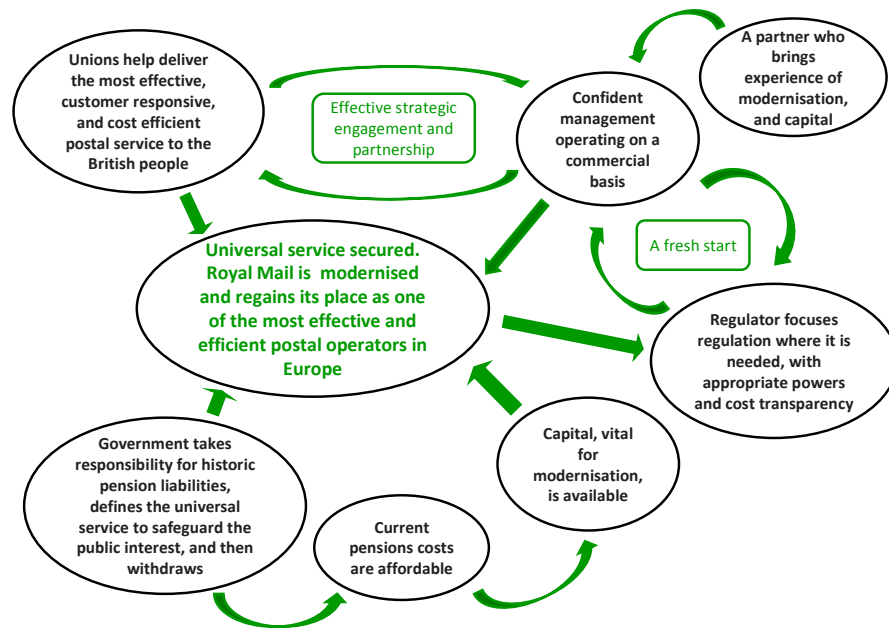 Unions help deliver
the most effective,
customer responsive,
and cost efficient
postal service to the
British people
Effective strategic
engagement and
partnership
Confident
management
operating on a
commercial
basis
A partner who
brings
experience of
modernisation,
and capital
Universal service secured.
Royal Mail is modernised
and regains its place as one
of the most effective and
efficient postal operators in
Europe
A fresh start
Regulator focuses
regulation where it is
needed, with
appropriate powers
and cost transparency
Government takes
responsibility for historic
pension liabilities,
defines the universal
service to safeguard the
public interest, and then
withdraws
Current
pensions costs
are affordable
Capital, vital
for
modernisation,
is available